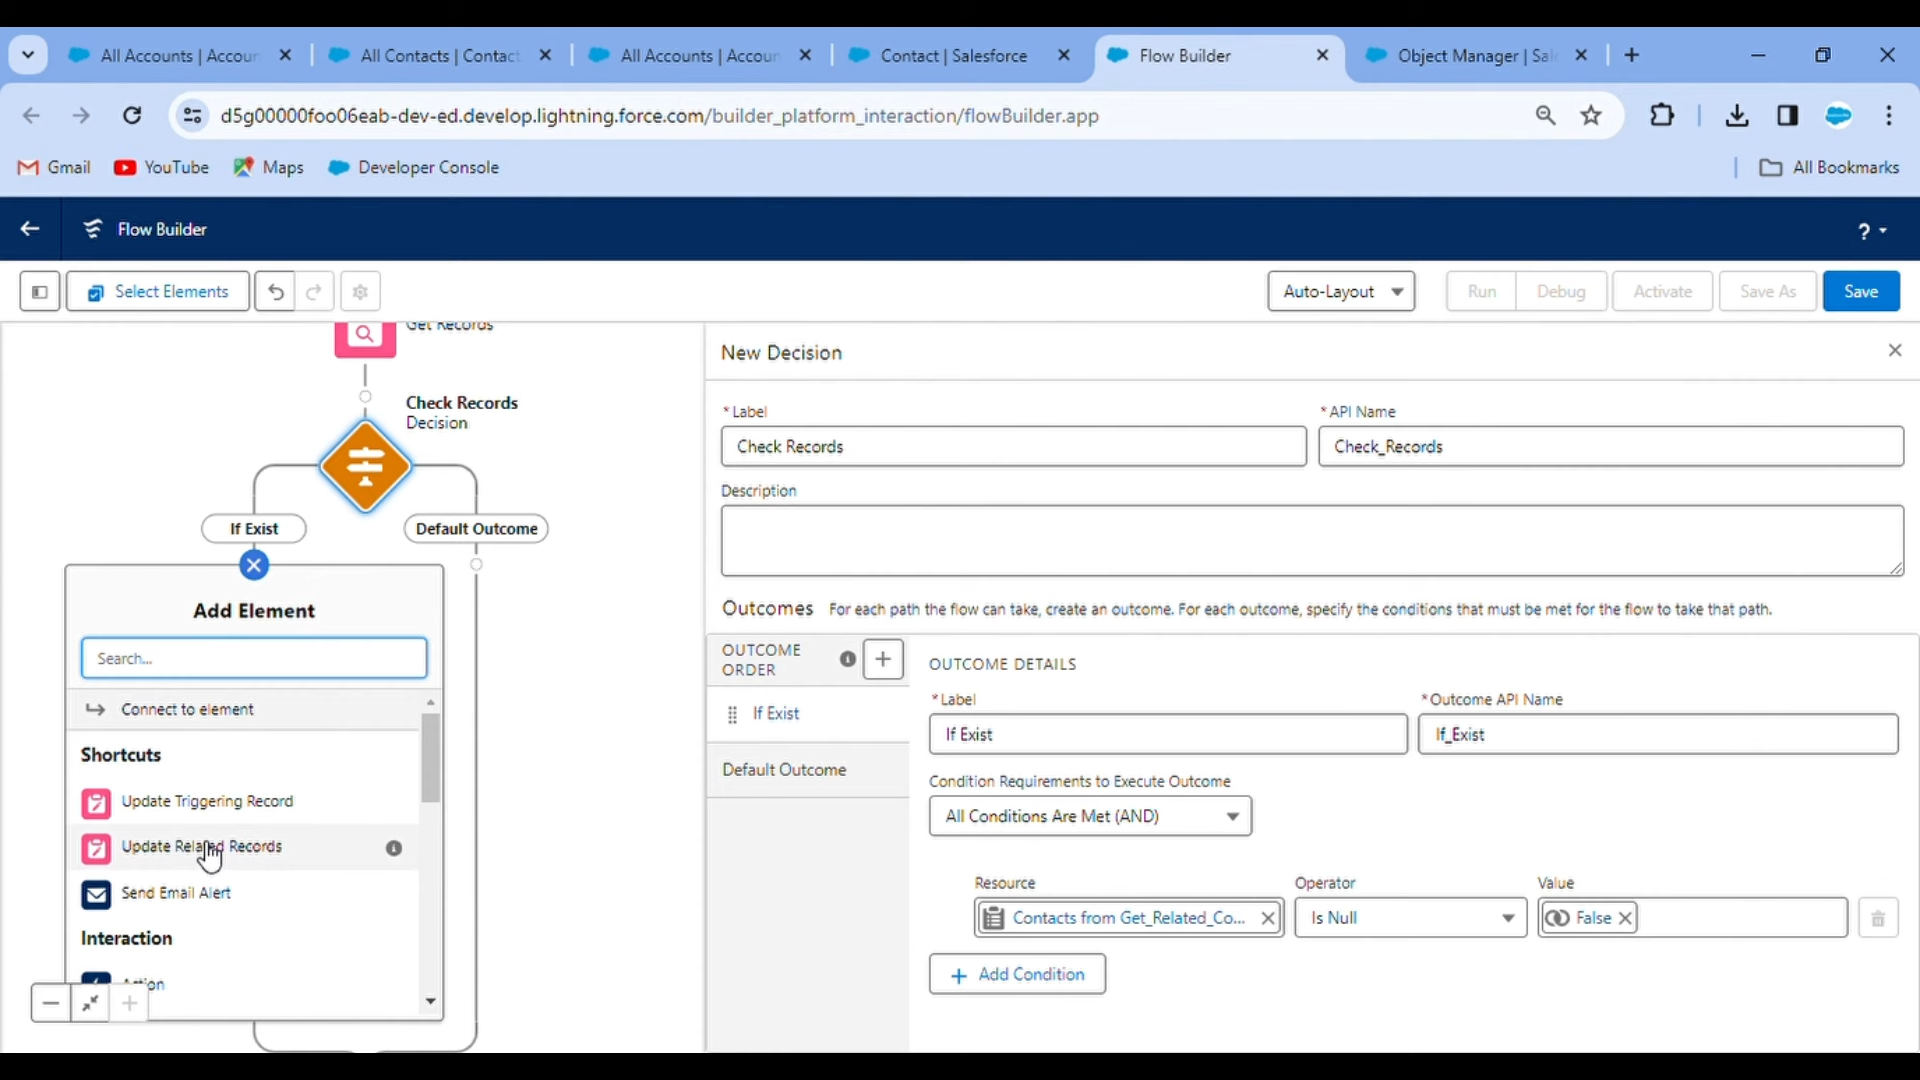 All Accounts | Accoun
All Contacts | Contact
All Accounts | Accoun
Contact | Salesforce
Flow Builder
Object Manager | Sal
d5g00000foo06eab-dev-ed.develop.lightning.force.com/builder_platform_interaction/flowBuilder.app
Gmail
YouTube
Maps
Developer Console
All Bookmarks
Flow Builder
?
Select Elements
Auto-Layout
Run
Debug
Activate
Save As
Save
Get Records
Check Records
Decision
If Exist
Default Outcome
Add Element
Search...
Connect to element
Shortcuts
Update Triggering Record
Update Related Records
Send Email Alert
Interaction
Action
New Decision
* Label
Check Records
* API Name
Check_Records
Description
Outcomes For each path the flow can take, create an outcome. For each outcome, specify the conditions that must be met for the flow to take that path.
OUTCOME
ORDER
If Exist
Default Outcome
OUTCOME DETAILS
* Label
If Exist
* Outcome API Name
If_Exist
Condition Requirements to Execute Outcome
All Conditions Are Met (AND)
Resource
Contacts from Get_Related_Co...
Operator
Is Null
Value
False
+ Add Condition